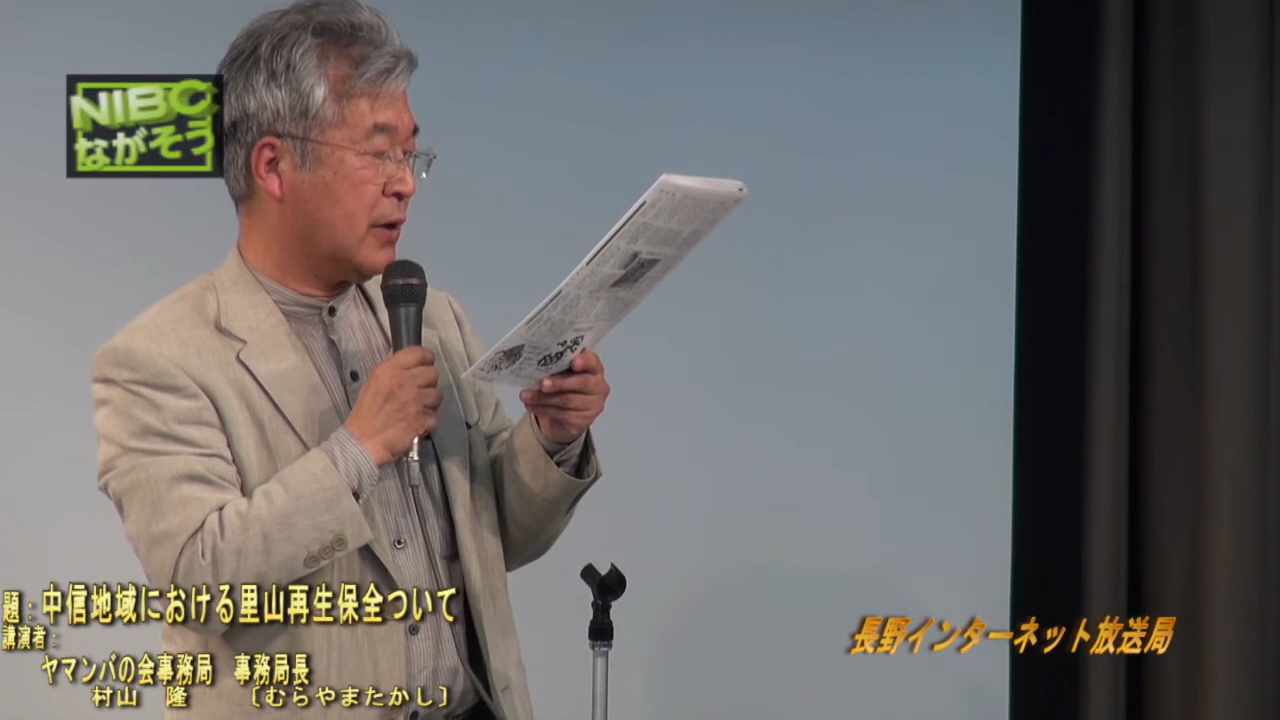 NIBC
ながそう
題：中信地域における里山再生保全ついて
講演者：
ヤマンバの会事務局　事務局長
村山　隆　　〔むらやまたかし〕
長野インターネット放送局